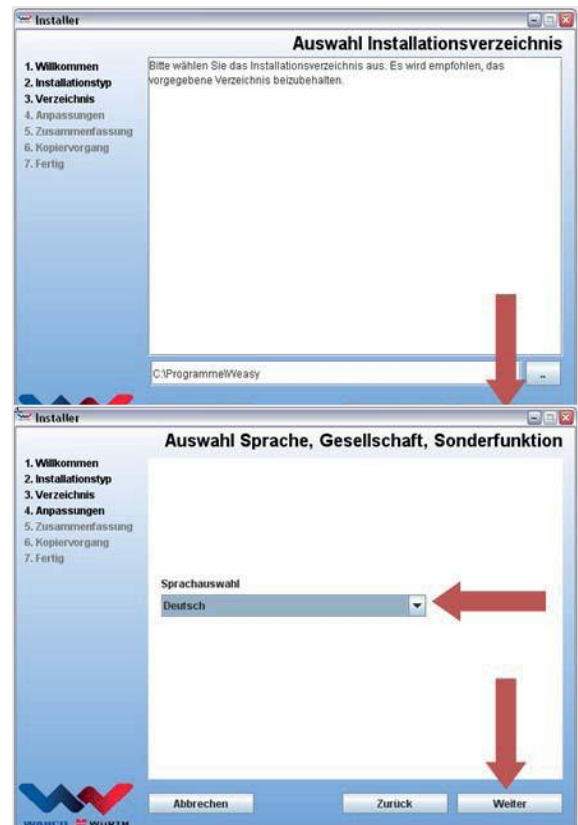 Installer
Auswahl Installationsverzeichnis
1. Willkommen
2. Installationstyp
3. Verzeichnis
4. Anpassungen
5. Zusammenfassung
6. Kopiervorgang
7. Fertig
Bitte wählen Sie das Installationsverzeichnis aus. Es wird empfohlen, das
vorgegebene Verzeichnis beizubehalten.
C:\Programme\Weasy
..
Installer
Auswahl Sprache, Gesellschaft, Sonderfunktion
1. Willkommen
2. Installationstyp
3. Verzeichnis
4. Anpassungen
5. Zusammenfassung
6. Kopiervorgang
7. Fertig
Sprachauswahl
Deutsch
Abbrechen
Zurück
Weiter
WABCO WÜRTH